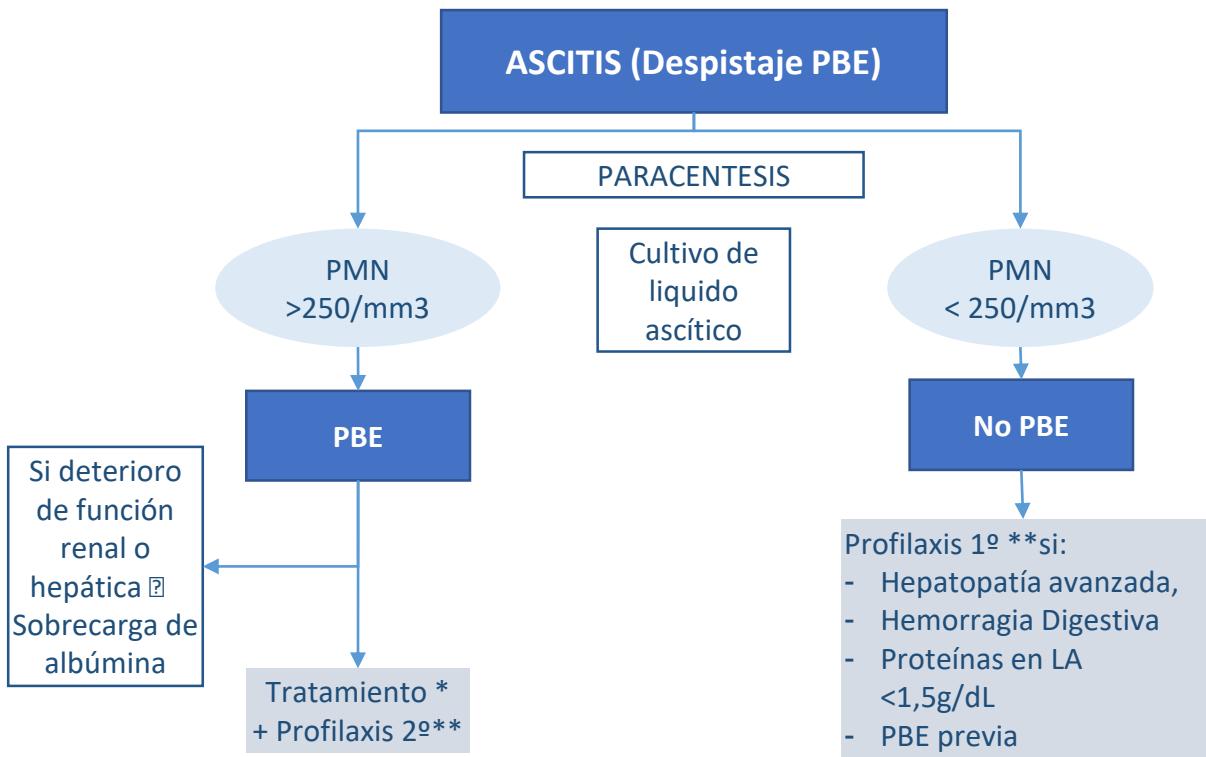 ASCITIS (Despistaje PBE)
PARACENTESIS
PMN
>250/mm3
Cultivo de
liquido
ascítico
PMN
< 250/mm3
PBE
No PBE
Si deterioro
de función
renal o
hepática �
Sobrecarga de
albúmina
Tratamiento *
+ Profilaxis 2º**
Profilaxis 1º **si:
- Hepatopatía avanzada,
- Hemorragia Digestiva
- Proteínas en LA
<1,5g/dL
- PBE previa